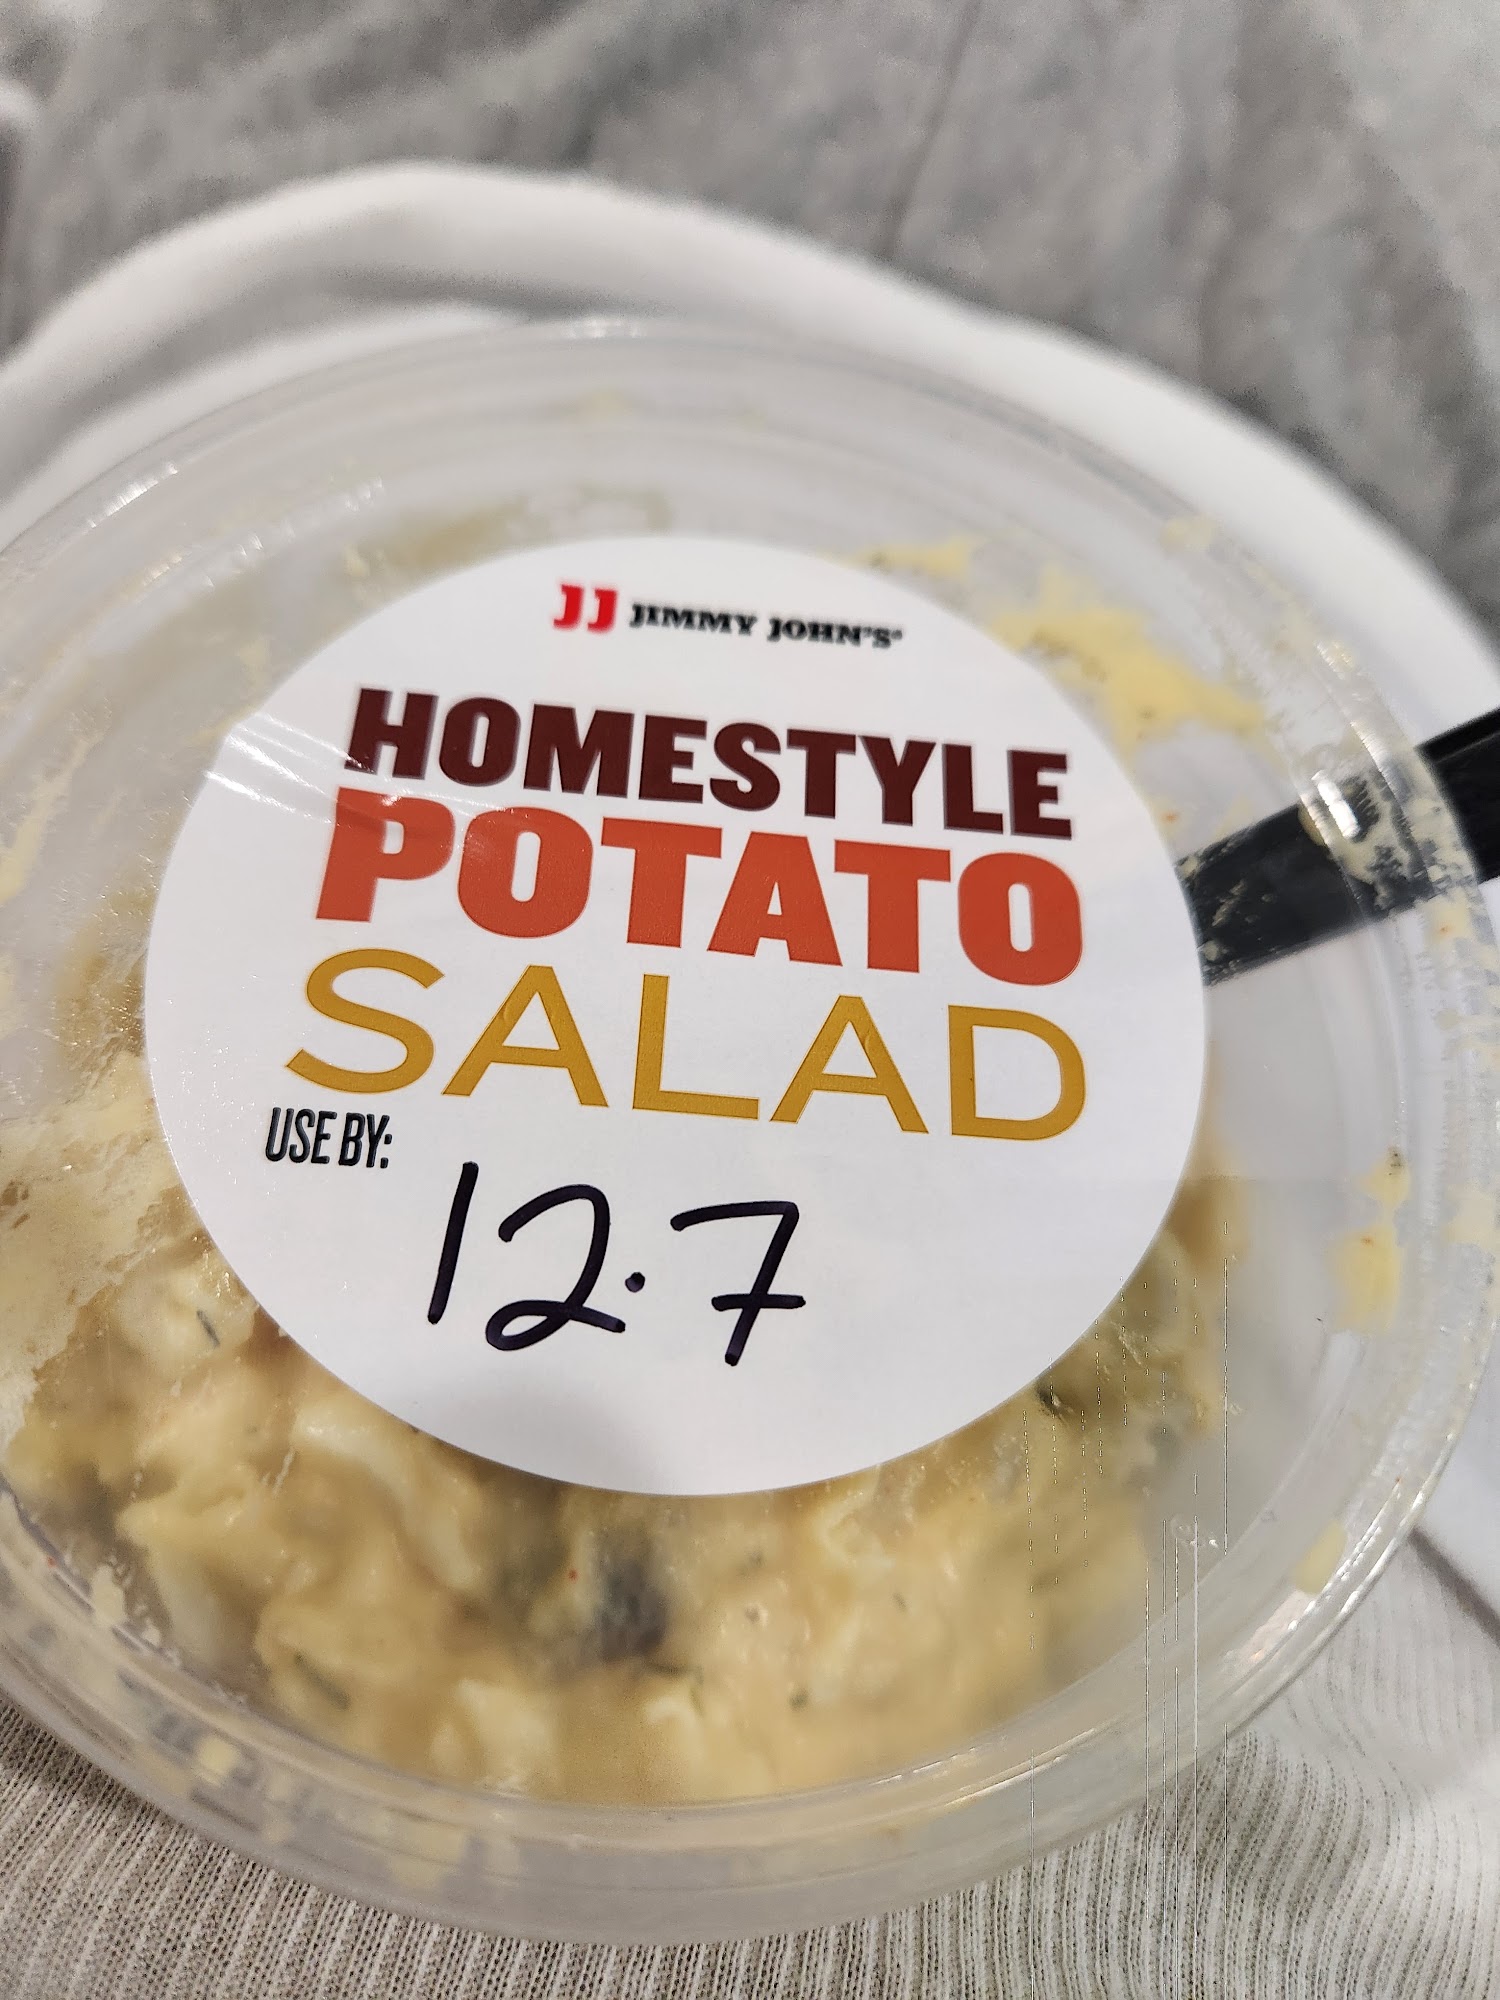 JJ JIMMY JOHN'S®
HOMESTYLE
POTATO
SALAD
USE BY:
12.7